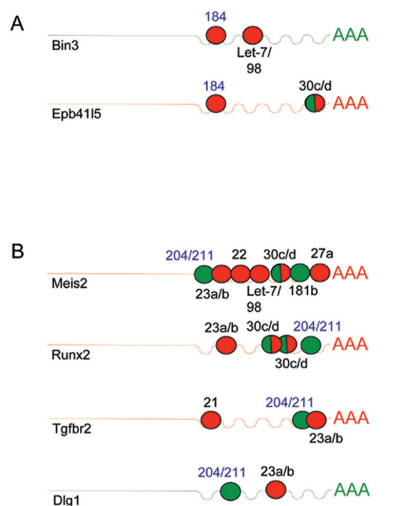 A
184
AAA
Bin3
Let-7/
98
184
30c/d
AAA
Epb41l5
B
204/211
22
30c/d
27a
AAA
Meis2
23a/b
Let-7/
98
181b
23a/b
30c/d
204/211
AAA
Runx2
30c/d
21
204/211
AAA
Tgfbr2
23a/b
204/211
23a/b
AAA
Dlg1